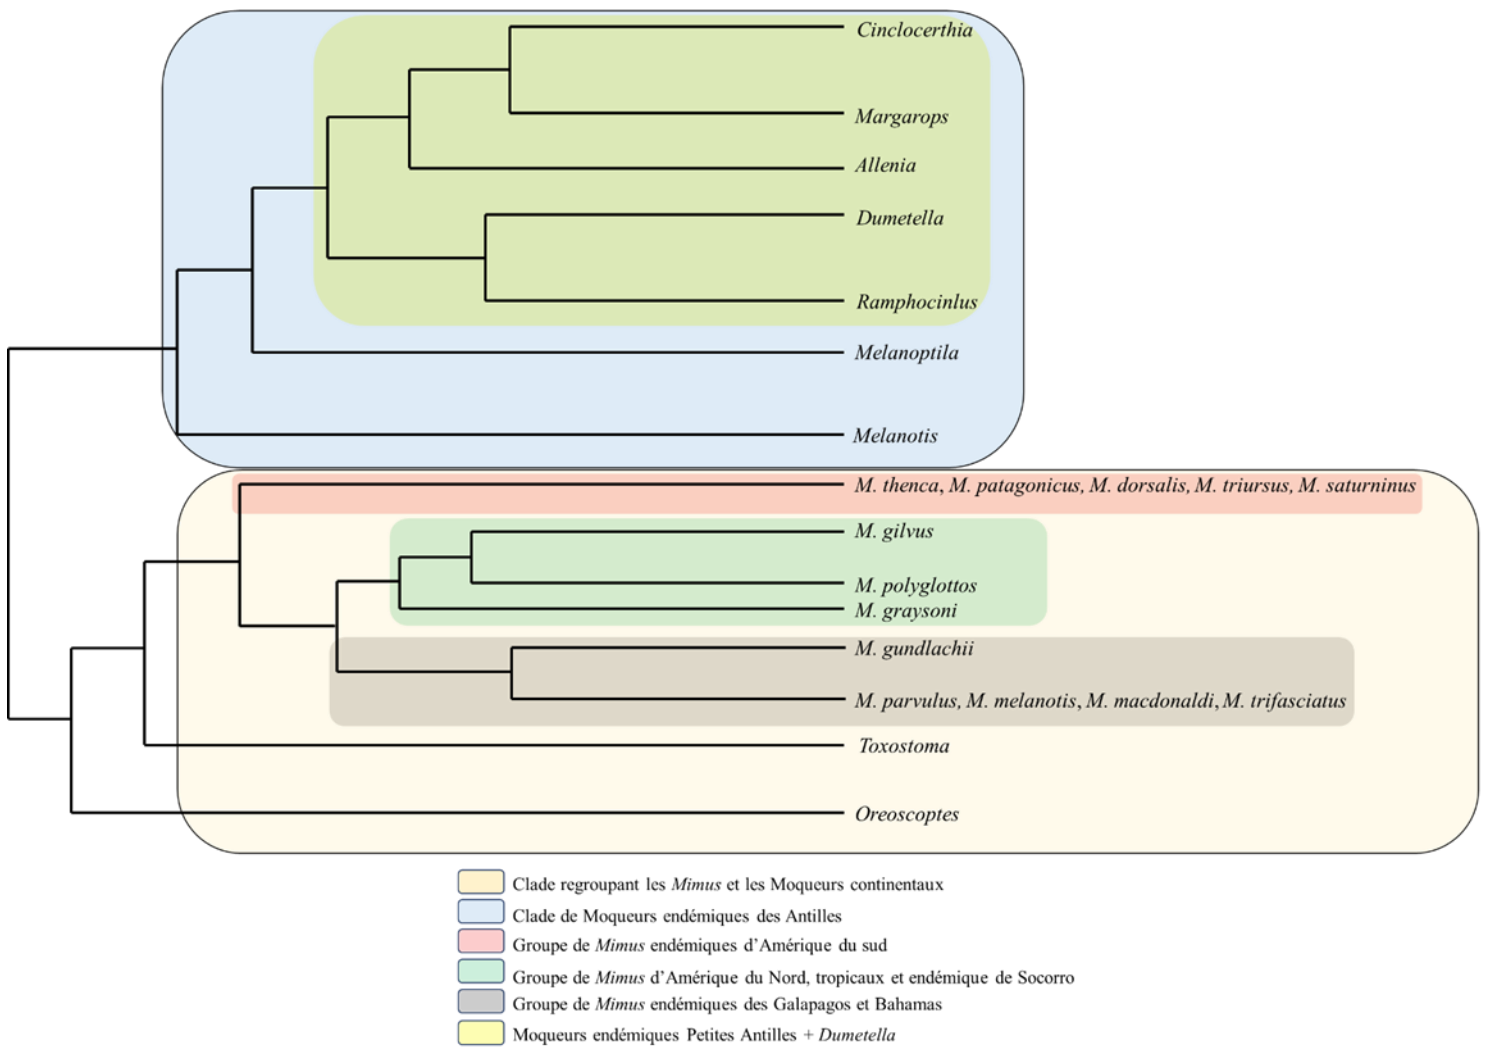 Cinclocerthia
Margarops
Allenia
Dumetella
Ramphocinlus
Melanoptila
Melanotis
M. thenca, M. patagonicus, M. dorsalis, M. triursus, M. saturninus
M. gilvus
M. polyglottos
M. graysoni
M. gundlachii
M. parvulus, M. melanotis, M. macdonaldi, M. trifasciatus
Toxostoma
Oreoscoptes
Clade regroupant les Mimus et les Moqueurs continentaux
Clade de Moqueurs endémiques des Antilles
Groupe de Mimus endémiques d'Amérique du sud
Groupe de Mimus d'Amérique du Nord, tropicaux et endémique de Socorro
Groupe de Mimus endémiques des Galapagos et Bahamas
Moqueurs endémiques Petites Antilles + Dumetella